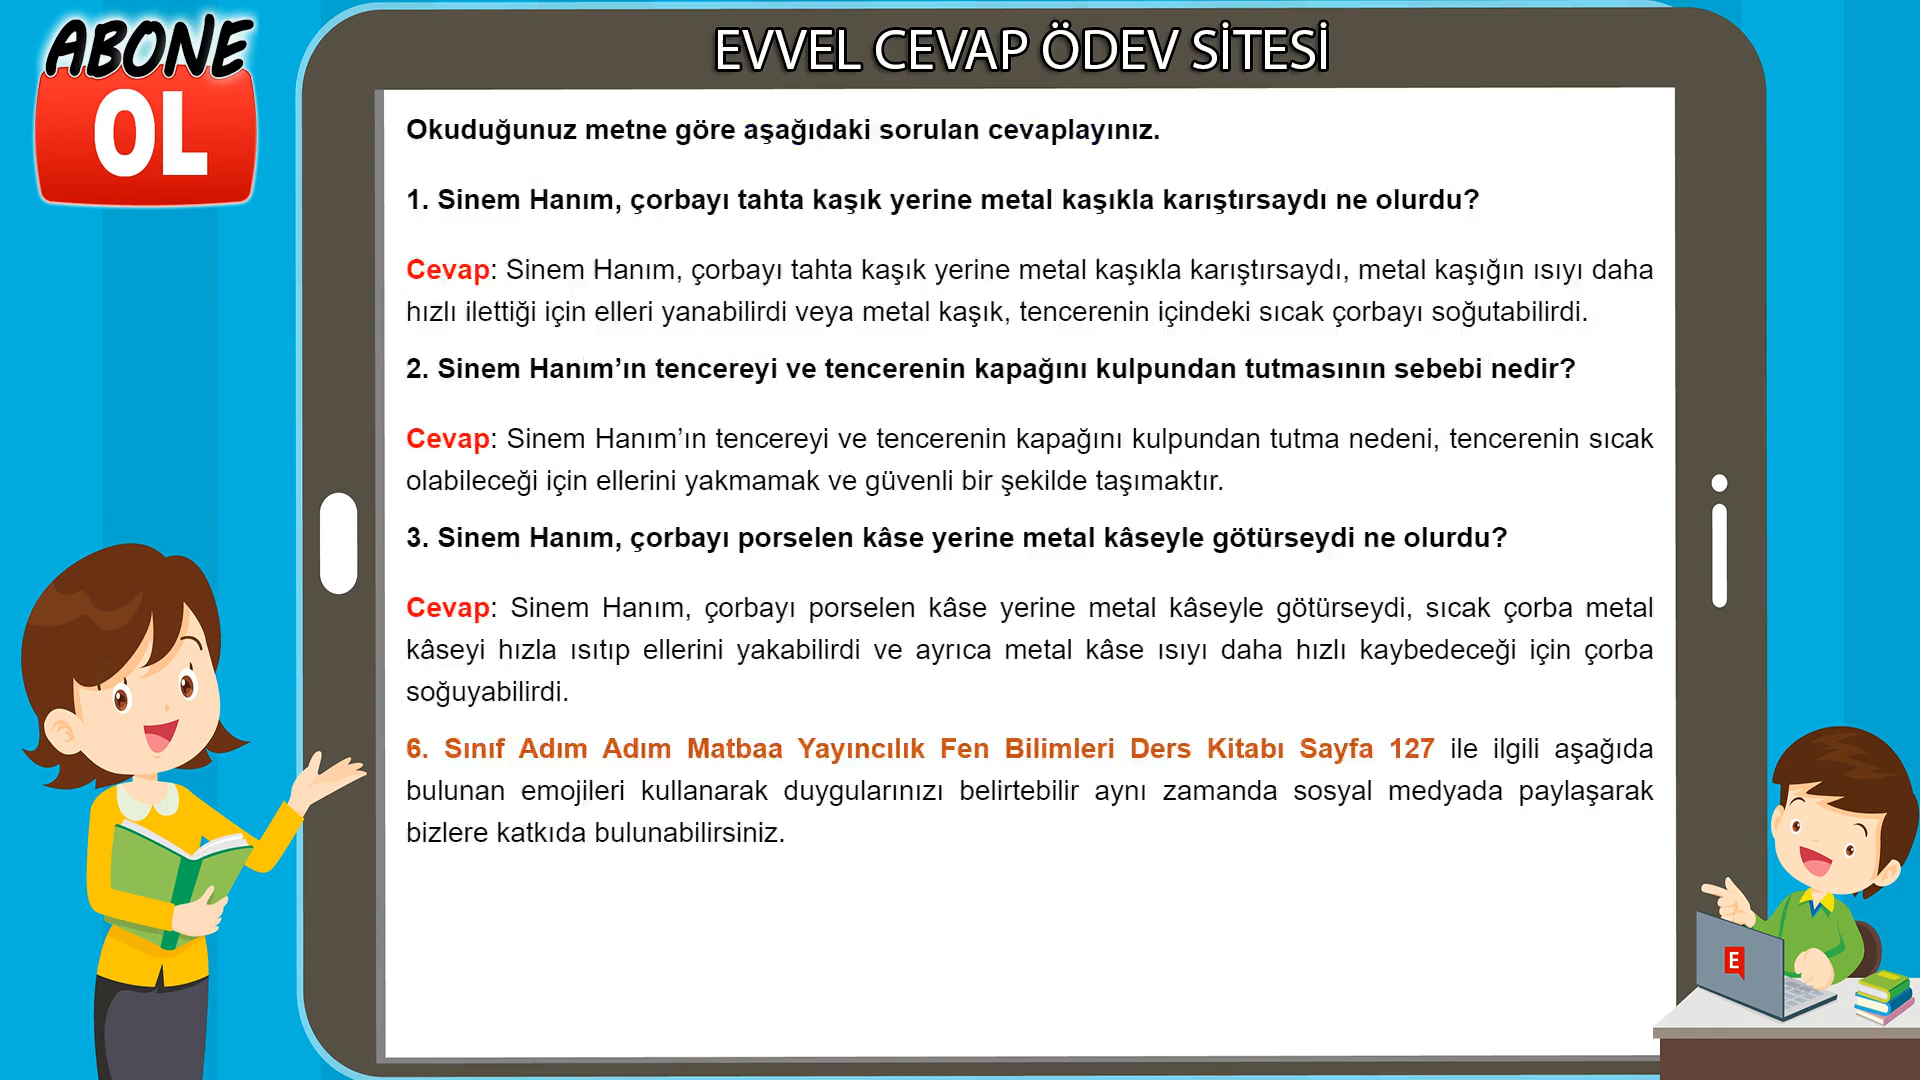 ABONE
OL
EVVEL CEVAP ÖDEV SİTESİ
Okuduğunuz metne göre aşağıdaki sorulan cevaplayınız.
1. Sinem Hanım, çorbayı tahta kaşık yerine metal kaşıkla karıştırsaydı ne olurdu?
Cevap: Sinem Hanım, çorbayı tahta kaşık yerine metal kaşıkla karıştırsaydı, metal kaşığın ısıyı daha
hızlı ilettiği için elleri yanabilirdi veya metal kaşık, tencerenin içindeki sıcak çorbayı soğutabilirdi.
2. Sinem Hanım’ın tencereyi ve tencerenin kapağını kulpundan tutmasının sebebi nedir?
Cevap: Sinem Hanım’ın tencereyi ve tencerenin kapağını kulpundan tutma nedeni, tencerenin sıcak
olabileceği için ellerini yakmamak ve güvenli bir şekilde taşımaktır.
3. Sinem Hanım, çorbayı porselen kâse yerine metal kâseyle götürseydi ne olurdu?
Cevap: Sinem Hanım, çorbayı porselen kâse yerine metal kâseyle götürseydi, sıcak çorba metal
kâseyi hızla ısıtıp ellerini yakabilirdi ve ayrıca metal kâse ısıyı daha hızlı kaybedeceği için çorba
soğuyabilirdi.
6. Sınıf Adım Adım Matbaa Yayıncılık Fen Bilimleri Ders Kitabı Sayfa 127 ile ilgili aşağıda
bulunan emojileri kullanarak duygularınızı belirtebilir aynı zamanda sosyal medyada paylaşarak
bizlere katkıda bulunabilirsiniz.
E